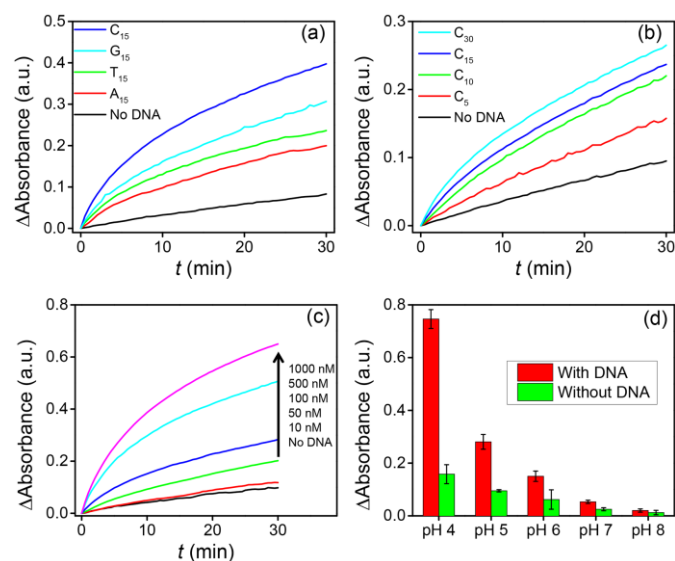 (a)
C₁₅
G₁₅
T₁₅
A₁₅
No DNA
ΔAbsorbance (a.u.)
0.5
0.4
0.3
0.2
0.1
0.0
0 10 20 30
t (min)
(b)
C₃₀
C₁₅
C₁₀
C₅
No DNA
ΔAbsorbance (a.u.)
0.3
0.2
0.1
0.0
0 10 20 30
t (min)
(c)
ΔAbsorbance (a.u.)
0.8
0.6
0.4
0.2
0.0
1000 nM
500 nM
100 nM
50 nM
10 nM
No DNA
0 10 20 30
t (min)
(d)
ΔAbsorbance (a.u.)
0.8
0.6
0.4
0.2
0.0
With DNA
Without DNA
pH 4 pH 5 pH 6 pH 7 pH 8